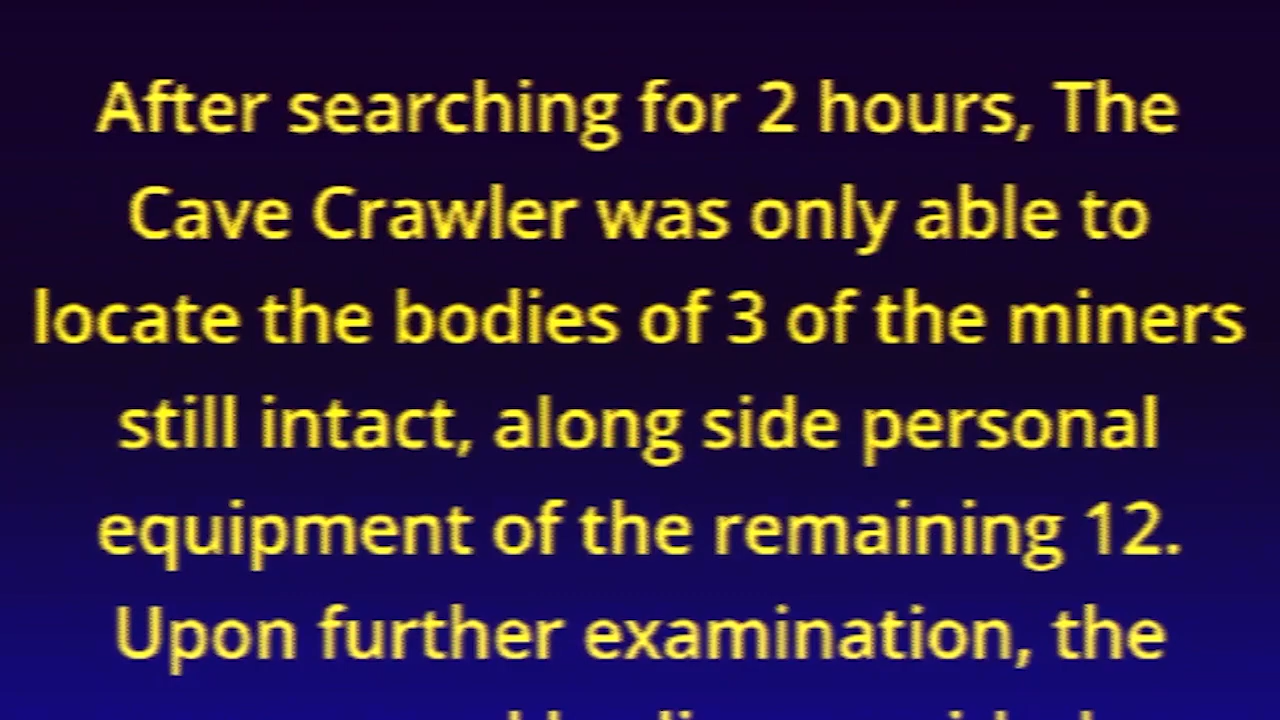 After searching for 2 hours, The
Cave Crawler was only able to
locate the bodies of 3 of the miners
still intact, along side personal
equipment of the remaining 12.
Upon further examination, the